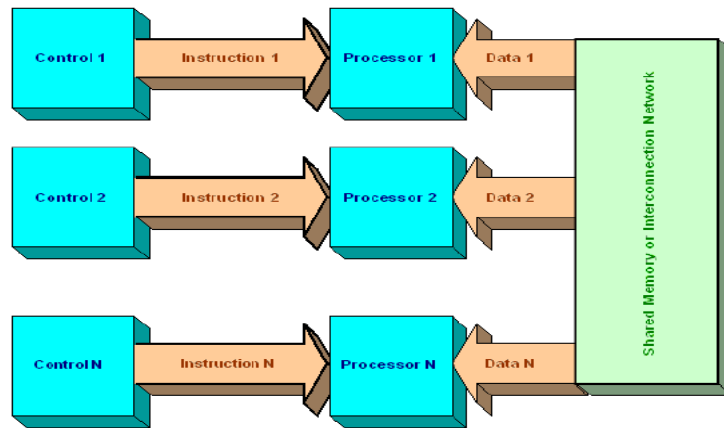 Control 1
Instruction 1
Processor 1
Data 1
Control 2
Instruction 2
Processor 2
Data 2
Control N
Instruction N
Processor N
Data N
Shared Memory or Interconnection Network